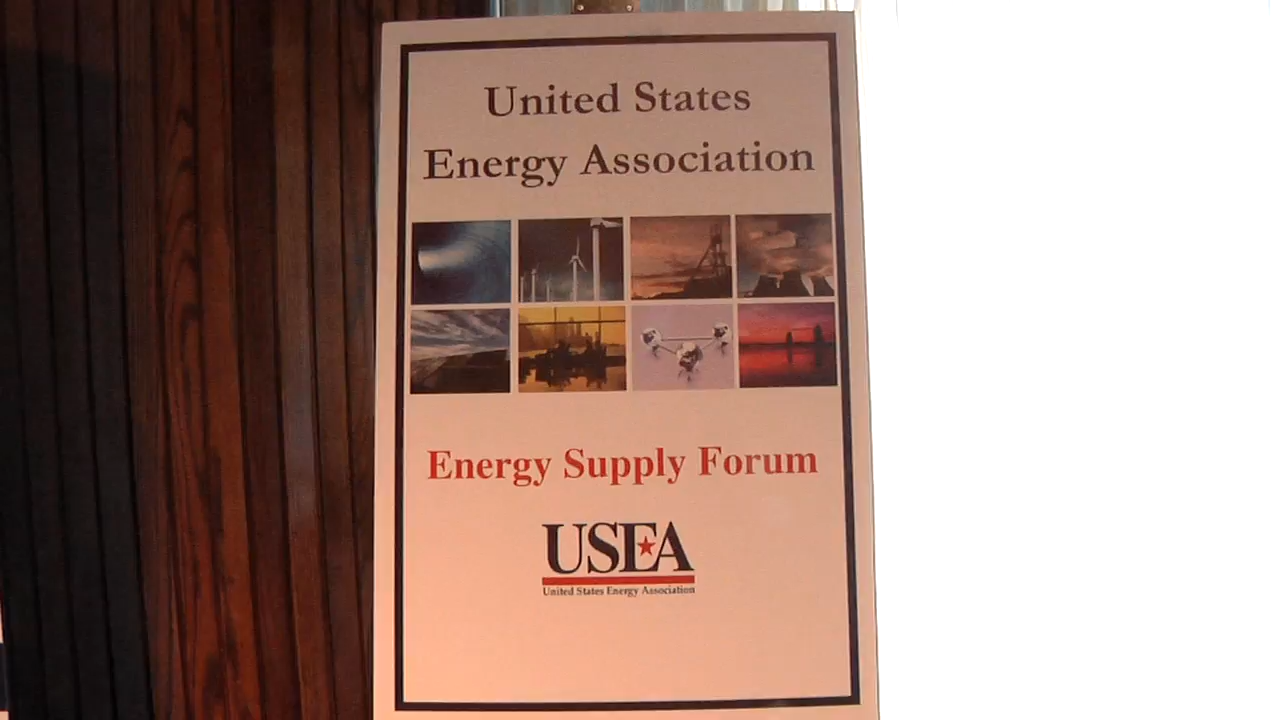 United States
Energy Association
Energy Supply Forum
USEA
United States Energy Association